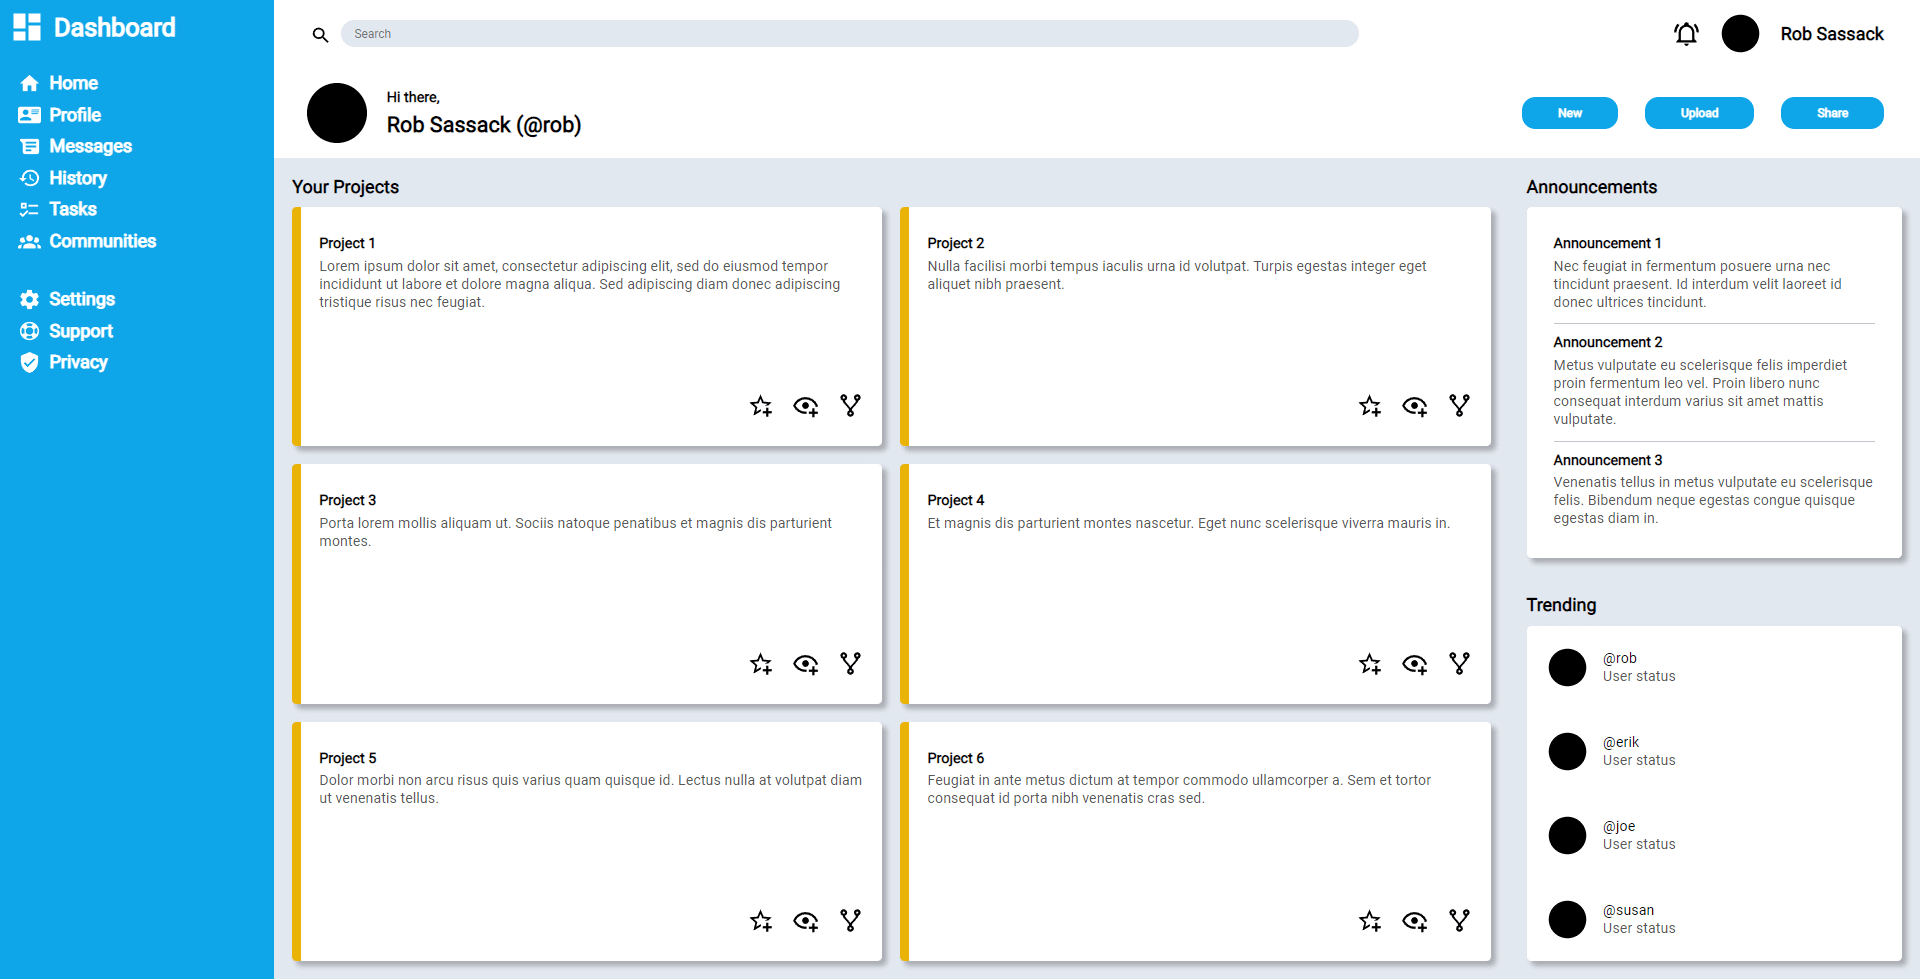 Dashboard
Home
Profile
Messages
History
Tasks
Communities
Settings
Support
Privacy
Search
Rob Sassack
Hi there,
Rob Sassack (@rob)
New
Upload
Share
Your Projects
Project 1
Lorem ipsum dolor sit amet, consectetur adipiscing elit, sed do eiusmod tempor
incididunt ut labore et dolore magna aliqua. Sed adipiscing diam donec adipiscing
tristique risus nec feugiat.
Project 2
Nulla facilisi morbi tempus iaculis urna id volutpat. Turpis egestas integer eget
aliquet nibh praesent.
Project 3
Porta lorem mollis aliquam ut. Sociis natoque penatibus et magnis dis parturient
montes.
Project 4
Et magnis dis parturient montes nascetur. Eget nunc scelerisque viverra mauris in.
Project 5
Dolor morbi non arcu risus quis varius quam quisque id. Lectus nulla at volutpat diam
ut venenatis tellus.
Project 6
Feugiat in ante metus dictum at tempor commodo ullamcorper a. Sem et tortor
consequat id porta nibh venenatis cras sed.
Announcements
Announcement 1
Nec feugiat in fermentum posuere urna nec
tincidunt praesent. Id interdum velit laoreet id
donec ultrices tincidunt.
Announcement 2
Metus vulputate eu scelerisque felis imperdiet
proin fermentum leo vel. Proin libero nunc
consequat interdum varius sit amet mattis
vulputate.
Announcement 3
Venenatis tellus in metus vulputate eu scelerisque
felis. Bibendum neque egestas congue quisque
egestas diam in.
Trending
@rob
User status
@erik
User status
@joe
User status
@susan
User status